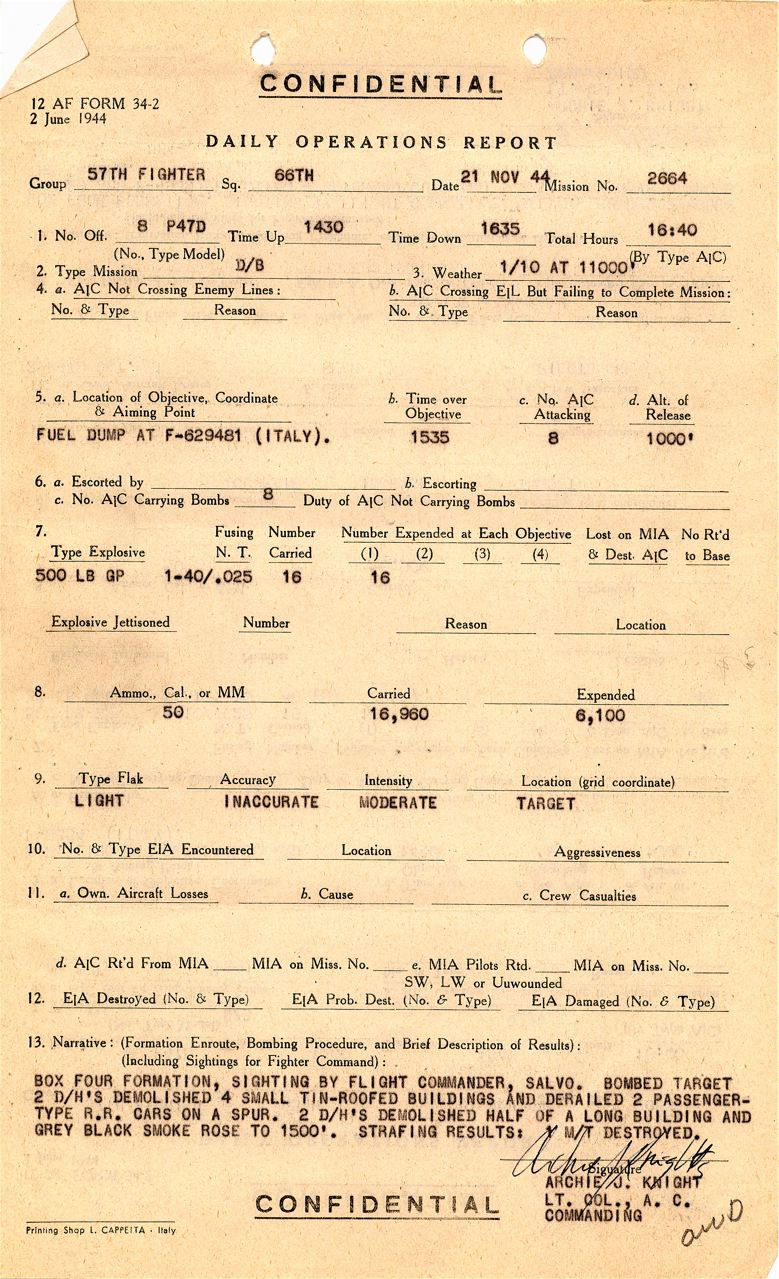 CONFIDENTIAL
12 AF FORM 34-2
2 June 1944
DAILY OPERATIONS REPORT
Group 57TH FIGHTER Sq. 66TH Date 21 NOV 44 Mission No. 2664
1. No. Off. 8 P47D Time Up 1430 Time Down 1635 Total Hours 16:40
(No., Type Model) (By Type A|C)
2. Type Mission D/B 3. Weather 1/10 AT 11000'
4. a. A|C Not Crossing Enemy Lines: b. A|C Crossing E|L But Failing to Complete Mission:
No. & Type Reason No. & Type Reason
5. a. Location of Objective, Coordinate b. Time over c. No. A|C d. Alt. of
& Aiming Point Objective Attacking Release
FUEL DUMP AT F-629481 (ITALY). 1535 8 1000'
6. a. Escorted by b. Escorting
c. No. A|C Carrying Bombs 8 Duty of A|C Not Carrying Bombs
7. Fusing Number Number Expended at Each Objective Lost on MIA No Rt'd
Type Explosive N. T. Carried (1) (2) (3) (4) & Dest. A|C to Base
500 LB GP 1-40/.025 16 16
Explosive Jettisoned Number Reason Location
8. Ammo., Cal., or MM Carried Expended
50 16,960 6,100
9. Type Flak Accuracy Intensity Location (grid coordinate)
LIGHT INACCURATE MODERATE TARGET
10. No. & Type EIA Encountered Location Aggressiveness
11. a. Own. Aircraft Losses b. Cause c. Crew Casualties
d. A|C Rt'd From MIA MIA on Miss. No. e. MIA Pilots Rtd. MIA on Miss. No.
SW, LW or Uuwounded
12. E|A Destroyed (No. & Type) E|A Prob. Dest. (No. & Type) E|A Damaged (No. & Type)
13. Narrative: (Formation Enroute, Bombing Procedure, and Brief Description of Results):
(Including Sightings for Fighter Command):
BOX FOUR FORMATION, SIGHTING BY FLIGHT COMMANDER, SALVO. BOMBED TARGET
2 D/H'S DEMOLISHED 4 SMALL TIN-ROOFED BUILDINGS AND DERAILED 2 PASSENGER-
TYPE R.R. CARS ON A SPUR. 2 D/H'S DEMOLISHED HALF OF A LONG BUILDING AND
GREY BLACK SMOKE ROSE TO 1500'. STRAFING RESULTS: M/T DESTROYED.
Archie J Knight
Signature
ARCHIE J. KNIGHT
LT. COL., A. C.
COMMANDING
CONFIDENTIAL
Printing Shop L. CAPPEITA - Italy